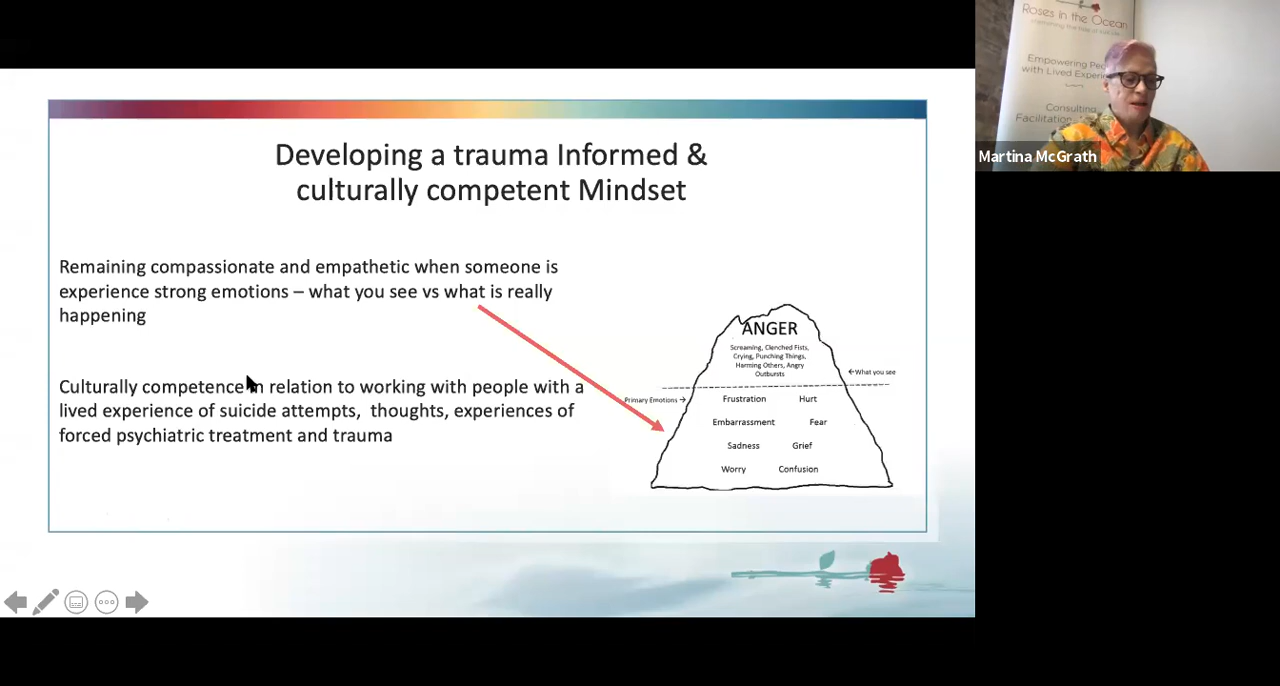 Developing a trauma Informed &
culturally competent Mindset
Remaining compassionate and empathetic when someone is
experience strong emotions – what you see vs what is really
happening
Culturally competence in relation to working with people with a
lived experience of suicide attempts,  thoughts, experiences of
forced psychiatric treatment and trauma
ANGER
Screaming, Clenched Fists,
Crying, Punching Things,
Harming Others, Angry
Outbursts
←What you see
Primary Emotions →
Frustration Hurt
Embarrassment Fear
Sadness Grief
Worry Confusion
Roses in the Ocean
Empowering Peo
with Lived Experie
Consulting
Facilitation
Martina McGrath